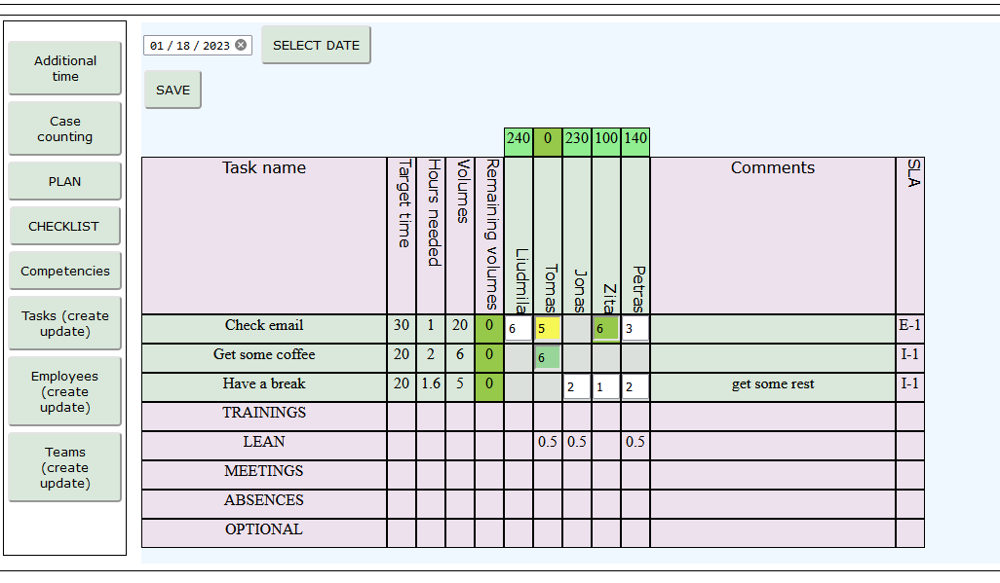 Additional
time
Case
counting
PLAN
CHECKLIST
Competencies
Tasks (create
update)
Employees
(create
update)
Teams
(create
update)
01 / 18 / 2023 SELECT DATE
SAVE
240 0 230 100 140
Task name Target time Hours needed Volumes Remaining volumes Liudmila Tomas Jonas Zita Petras Comments SLA
Check email 30 1 20 0 6 5 6 3 E-1
Get some coffee 20 2 6 0 6 I-1
Have a break 20 1.6 5 0 2 1 2 get some rest I-1
TRAININGS
LEAN 0.5 0.5 0.5
MEETINGS
ABSENCES
OPTIONAL